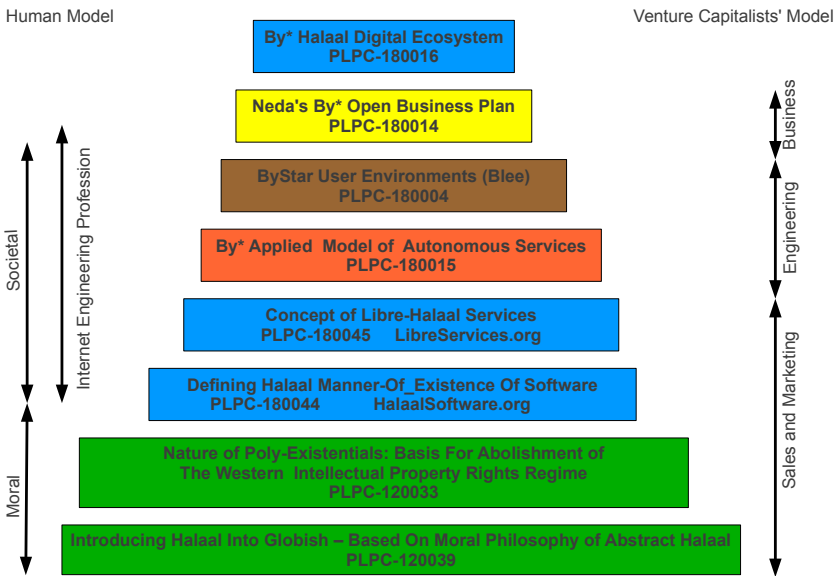 Human Model
Venture Capitalists' Model
By* Halaal Digital Ecosystem
PLPC-180016
Neda's By* Open Business Plan
PLPC-180014
ByStar User Environments (Blee)
PLPC-180004
By* Applied Model of Autonomous Services
PLPC-180015
Concept of Libre-Halaal Services
PLPC-180045 LibreServices.org
Defining Halaal Manner-Of_Existence Of Software
PLPC-180044 HalaalSoftware.org
Nature of Poly-Existentials: Basis For Abolishment of
The Western Intellectual Property Rights Regime
PLPC-120033
Introducing Halaal Into Globish – Based On Moral Philosophy of Abstract Halaal
PLPC-120039
Societal
Moral
Internet Engineering Profession
Business
Engineering
Sales and Marketing